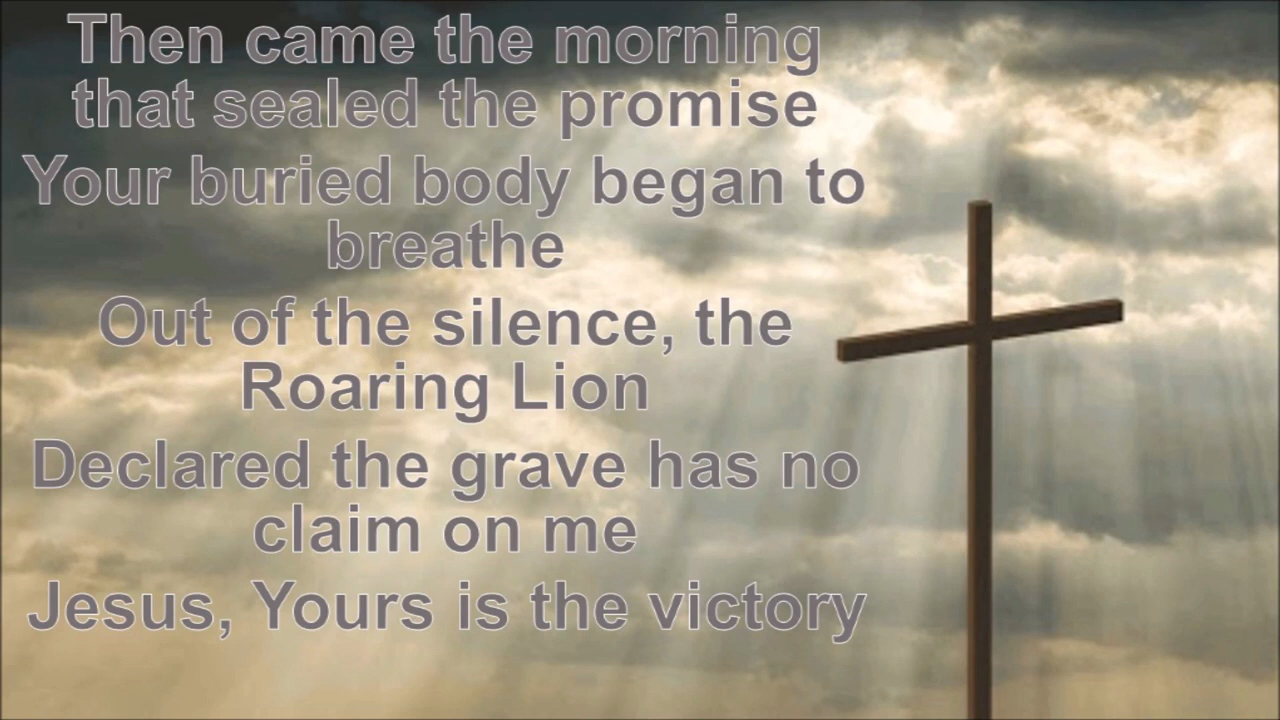 Then came the morning
that sealed the promise
Your buried body began to
breathe
Out of the silence, the
Roaring Lion
Declared the grave has no
claim on me
Jesus, Yours is the victory